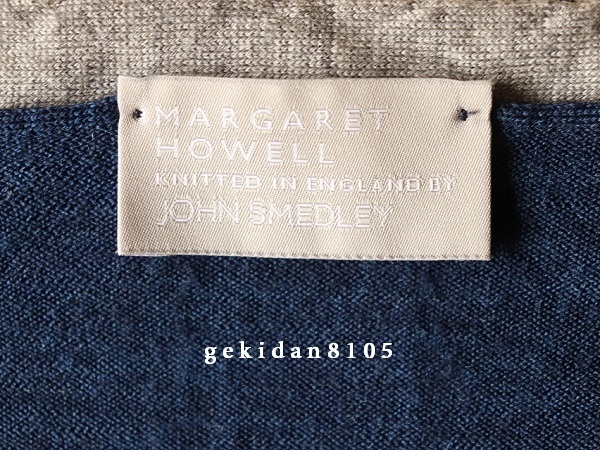 MARGARET
HOWELL
KNITTED IN ENGLAND BY
JOHN SMEDLEY
gekidan8105